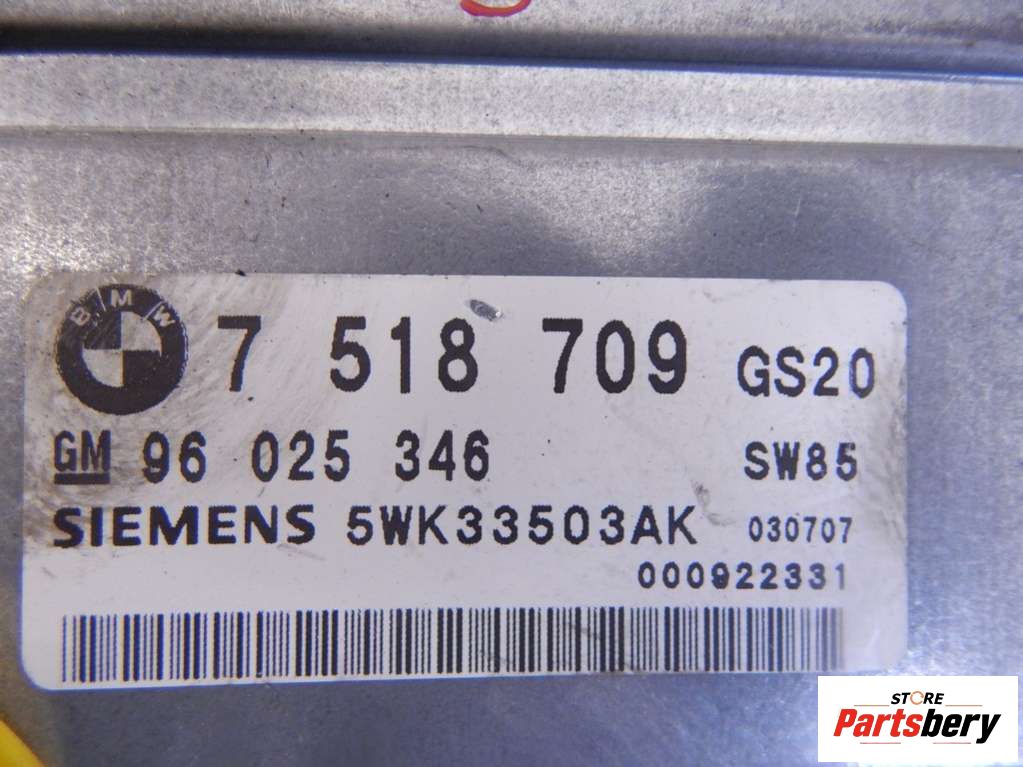 BMW 7 518 709 GS20
GM 96 025 346 SW85
SIEMENS 5WK33503AK 030707
000922331
STORE
Partsbery